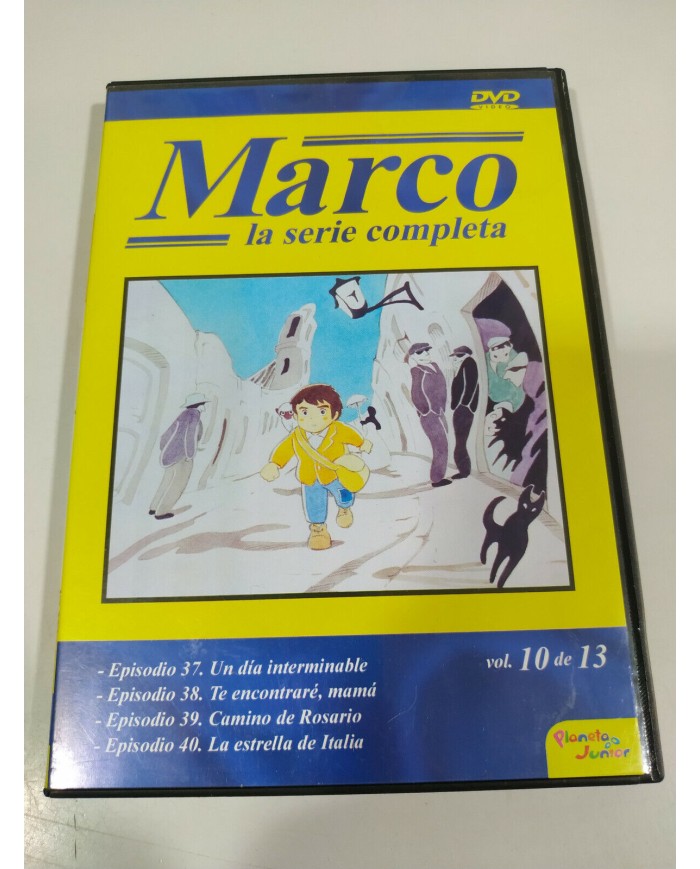 DVD
VIDEO
Marco
la serie completa
- Episodio 37. Un día interminable
- Episodio 38. Te encontraré, mamá
- Episodio 39. Camino de Rosario
- Episodio 40. La estrella de Italia
vol. 10 de 13
Planeta
Junior